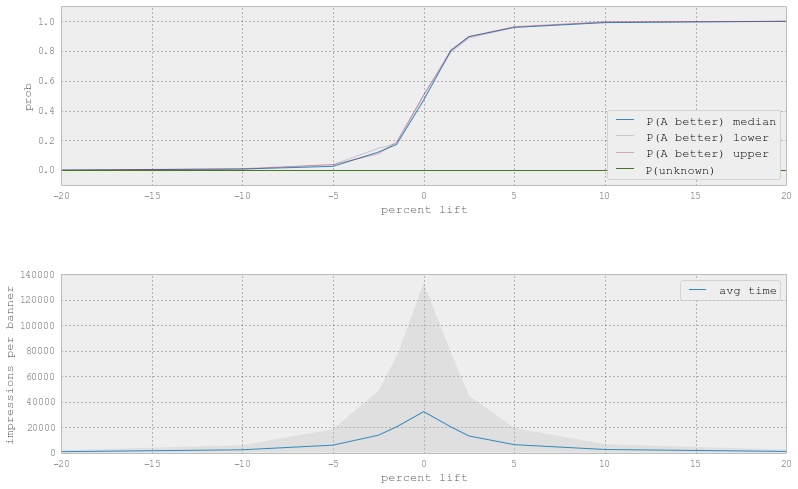 1.0
0.8
0.6
0.4
0.2
0.0
prob
P(A better) median
P(A better) lower
P(A better) upper
P(unknown)
-20 -15 -10 -5 0 5 10 15 20
percent lift
140000
120000
100000
80000
60000
40000
20000
0
impressions per banner
avg time
-20 -15 -10 -5 0 5 10 15 20
percent lift